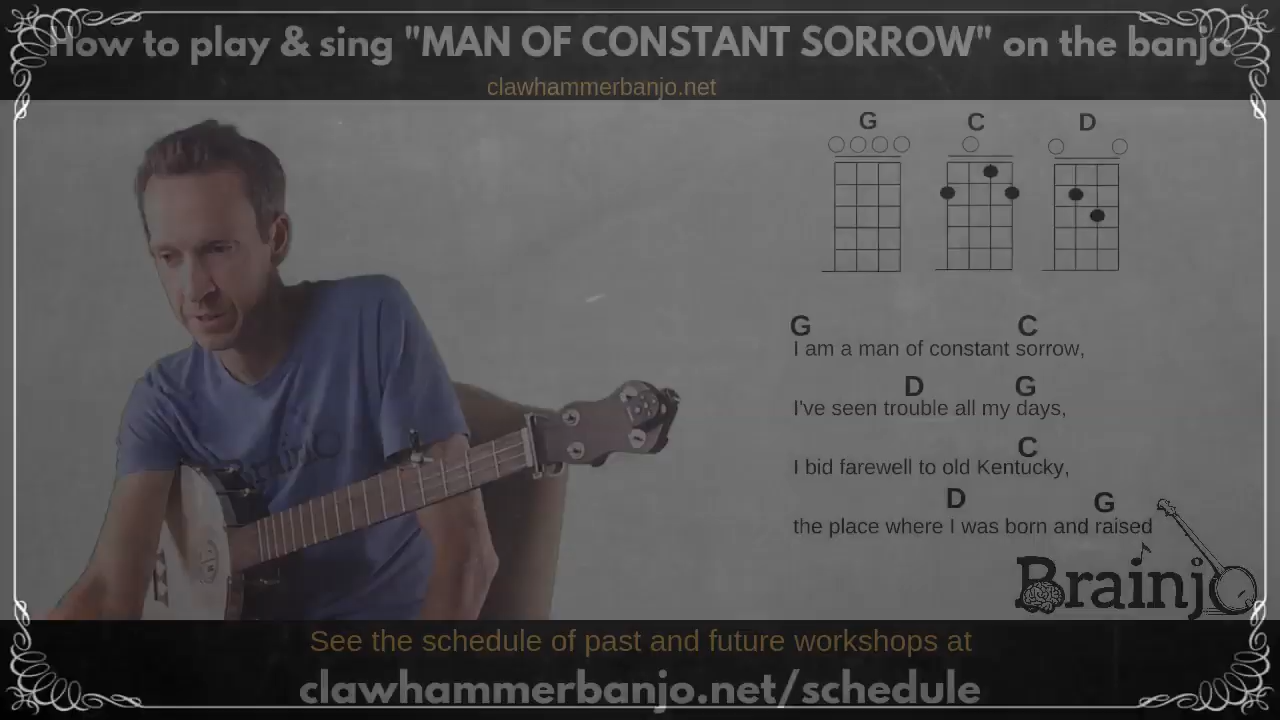 How to play & sing "MAN OF CONSTANT SORROW" on the banjo
clawhammerbanjo.net
G C D
G C
I am a man of constant sorrow,
D G
I've seen trouble all my days,
C
I bid farewell to old Kentucky,
D G
the place where I was born and raised
Brainjo
BRAINJO
See the schedule of past and future workshops at
clawhammerbanjo.net/schedule